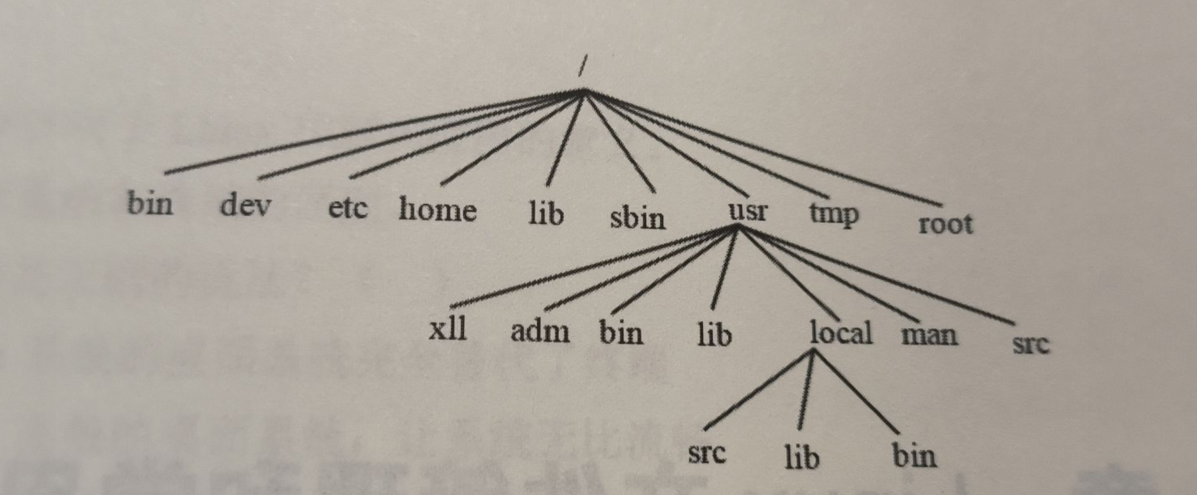 /
bin dev etc home lib sbin usr tmp root
xll adm bin lib local man src
src lib bin